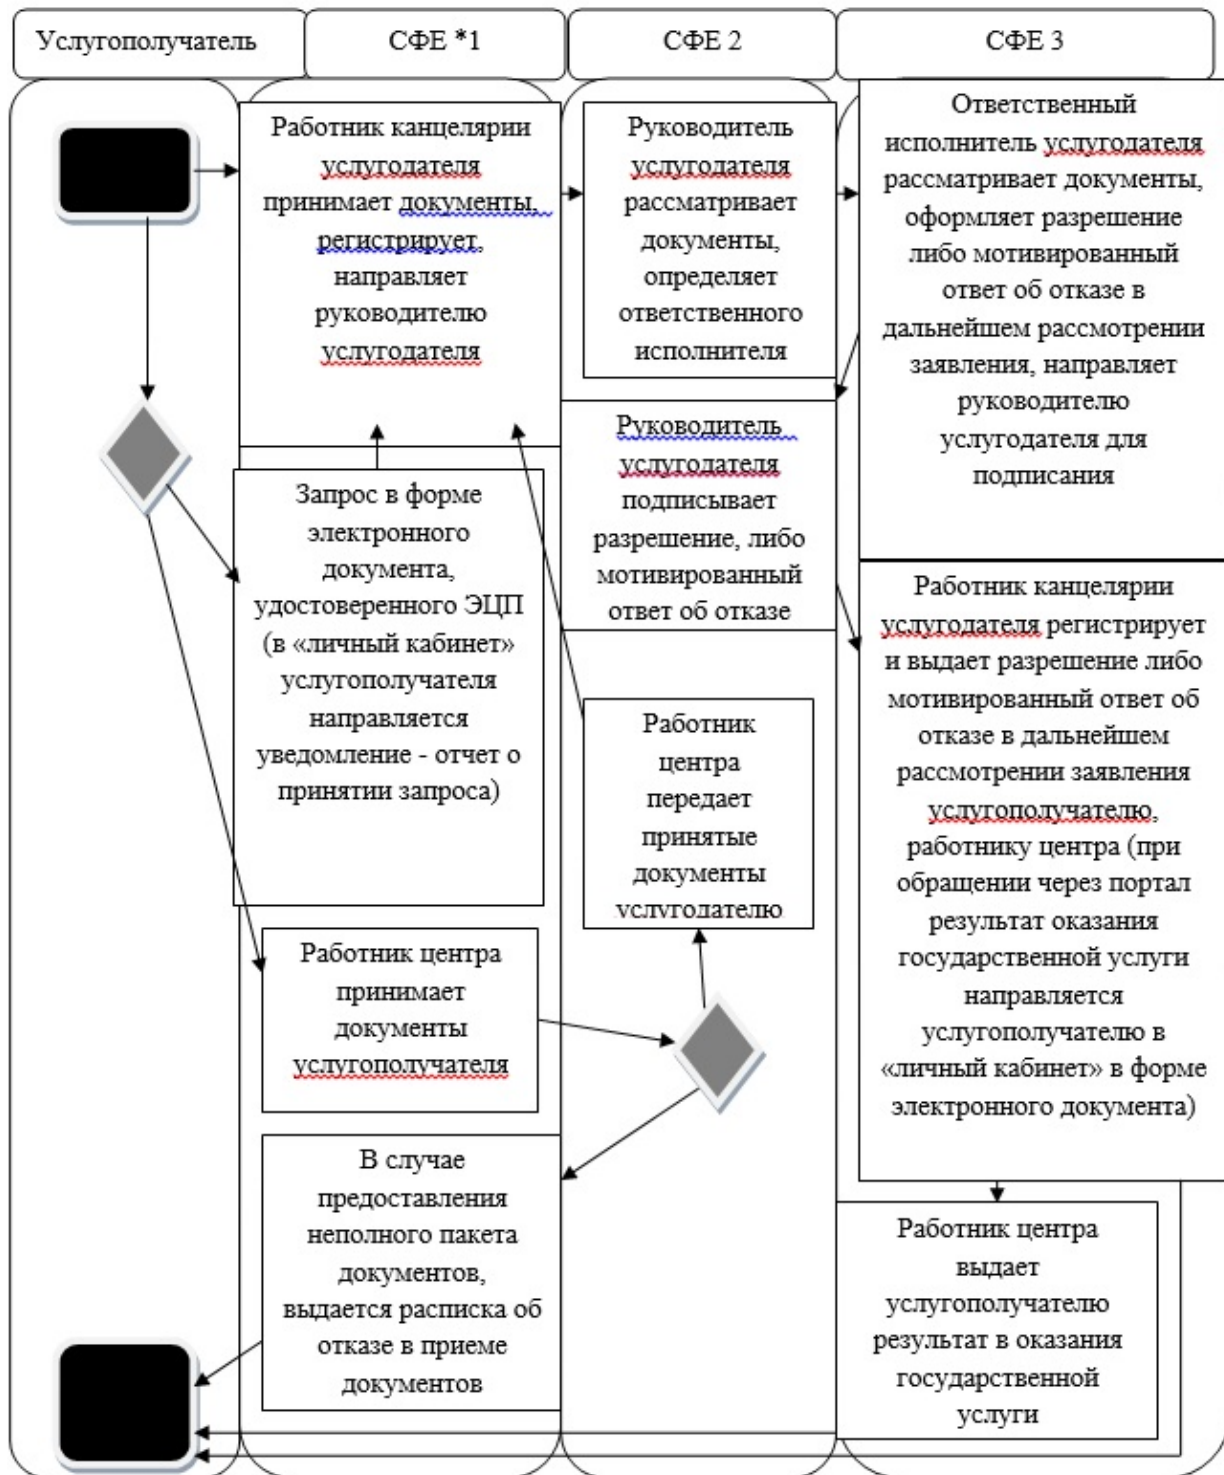 Услугополучатель
СФЕ *1
СФЕ 2
СФЕ 3
Работник канцелярии
услугодателя
принимает документы,
регистрирует,
направляет
руководителю
услугодателя
Руководитель
услугодателя
рассматривает
документы,
определяет
ответственного
исполнителя
Ответственный
исполнитель услугодателя
рассматривает документы,
оформляет разрешение
либо мотивированный
ответ об отказе в
дальнейшем рассмотрении
заявления, направляет
руководителю
услугодателя для
подписания
Руководитель
услугодателя
подписывает
разрешение, либо
мотивированный
ответ об отказе
Запрос в форме
электронного
документа,
удостоверенного ЭЦП
(в «личный кабинет»
услугополучателя
направляется
уведомление - отчет о
принятии запроса)
Работник канцелярии
услугодателя регистрирует
и выдает разрешение либо
мотивированный ответ об
отказе в дальнейшем
рассмотрении заявления
услугополучателю,
работнику центра (при
обращении через портал
результат оказания
государственной услуги
направляется
услугополучателю в
«личный кабинет» в форме
электронного документа)
Работник
центра
передает
принятые
документы
услугодателю
Работник центра
принимает
документы
услугополучателя
В случае
предоставления
неполного пакета
документов,
выдается расписка об
отказе в приеме
документов
Работник центра
выдает
услугополучателю
результат в оказания
государственной
услуги